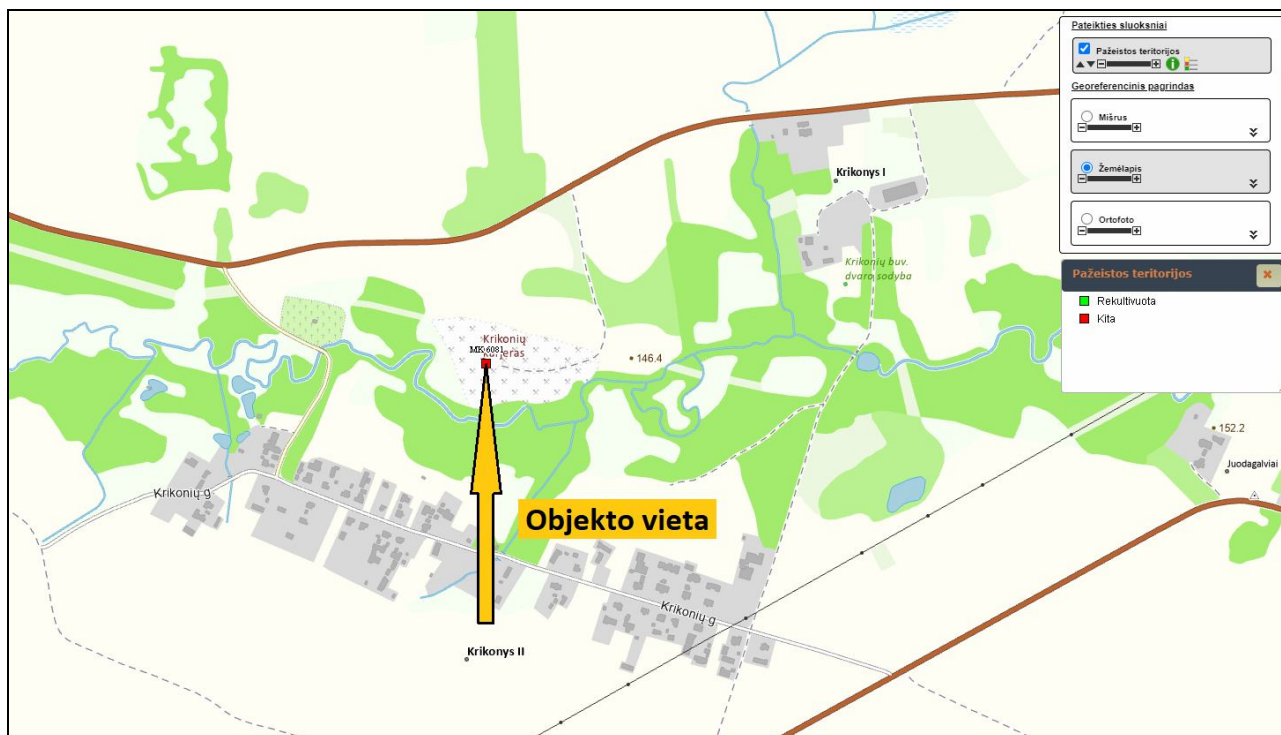 Pateikties sluoksniai
Pažeistos teritorijos
Georeferencinis pagrindas
Mišrus
Žemėlapis
Ortofoto
Pažeistos teritorijos
Rekultivuota
Kita
Krikonys I
Krikonių buv.
dvaro sodyba
Krikonių
MK\6081
146.4
152.2
Juodagalviai
Krikonių g
Objekto vieta
Krikonių g
Krikonys II